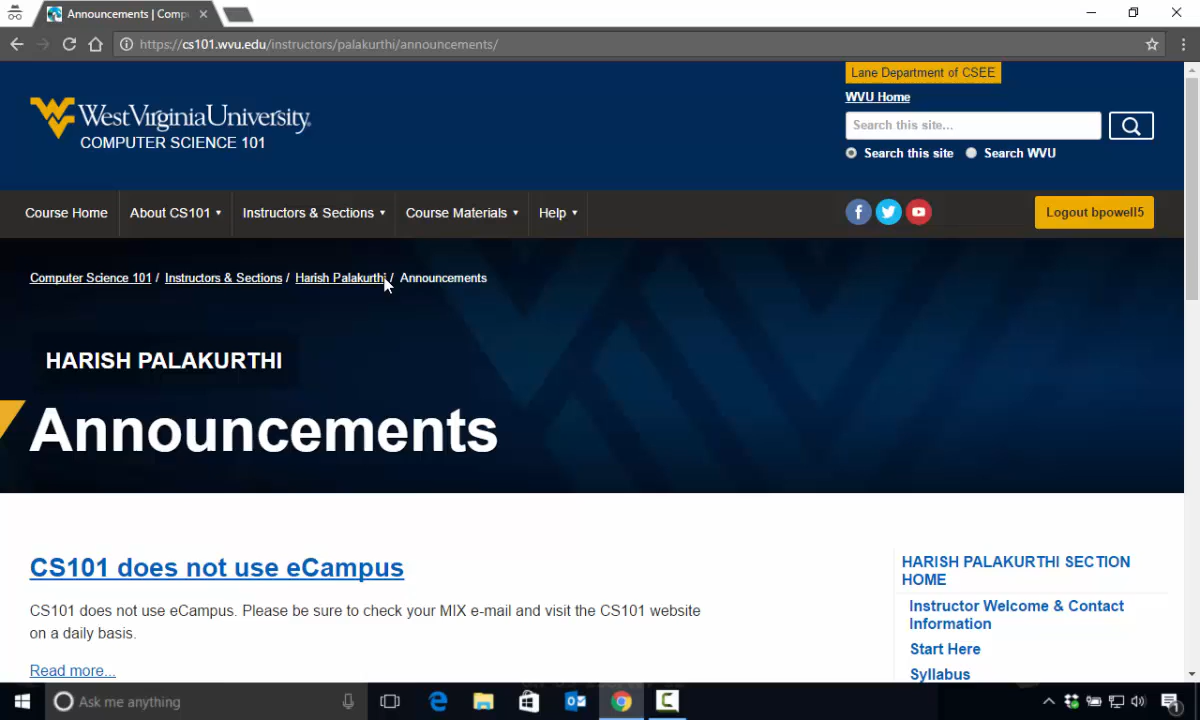 Announcements | Comp
https://cs101.wvu.edu/instructors/palakurthi/announcements/
Lane Department of CSEE
WVU Home
WestVirginiaUniversity.
COMPUTER SCIENCE 101
Search this site...
Search this site
Search WVU
Course Home
About CS101
Instructors & Sections
Course Materials
Help
Logout bpowell5
Computer Science 101 / Instructors & Sections / Harish Palakurthi / Announcements
HARISH PALAKURTHI
Announcements
CS101 does not use eCampus
CS101 does not use eCampus. Please be sure to check your MIX e-mail and visit the CS101 website
on a daily basis.
Read more...
HARISH PALAKURTHI SECTION
HOME
Instructor Welcome & Contact
Information
Start Here
Syllabus
Ask me anything
1